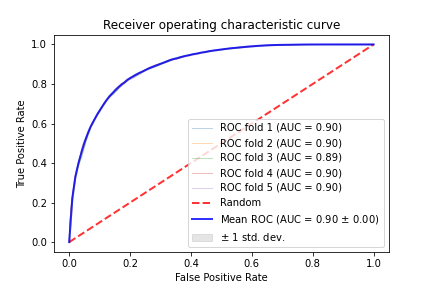 Receiver operating characteristic curve
True Positive Rate
1.0
0.8
0.6
0.4
0.2
0.0
ROC fold 1 (AUC = 0.90)
ROC fold 2 (AUC = 0.90)
ROC fold 3 (AUC = 0.89)
ROC fold 4 (AUC = 0.90)
ROC fold 5 (AUC = 0.90)
Random
Mean ROC (AUC = 0.90 ± 0.00)
± 1 std. dev.
0.0 0.2 0.4 0.6 0.8 1.0
False Positive Rate